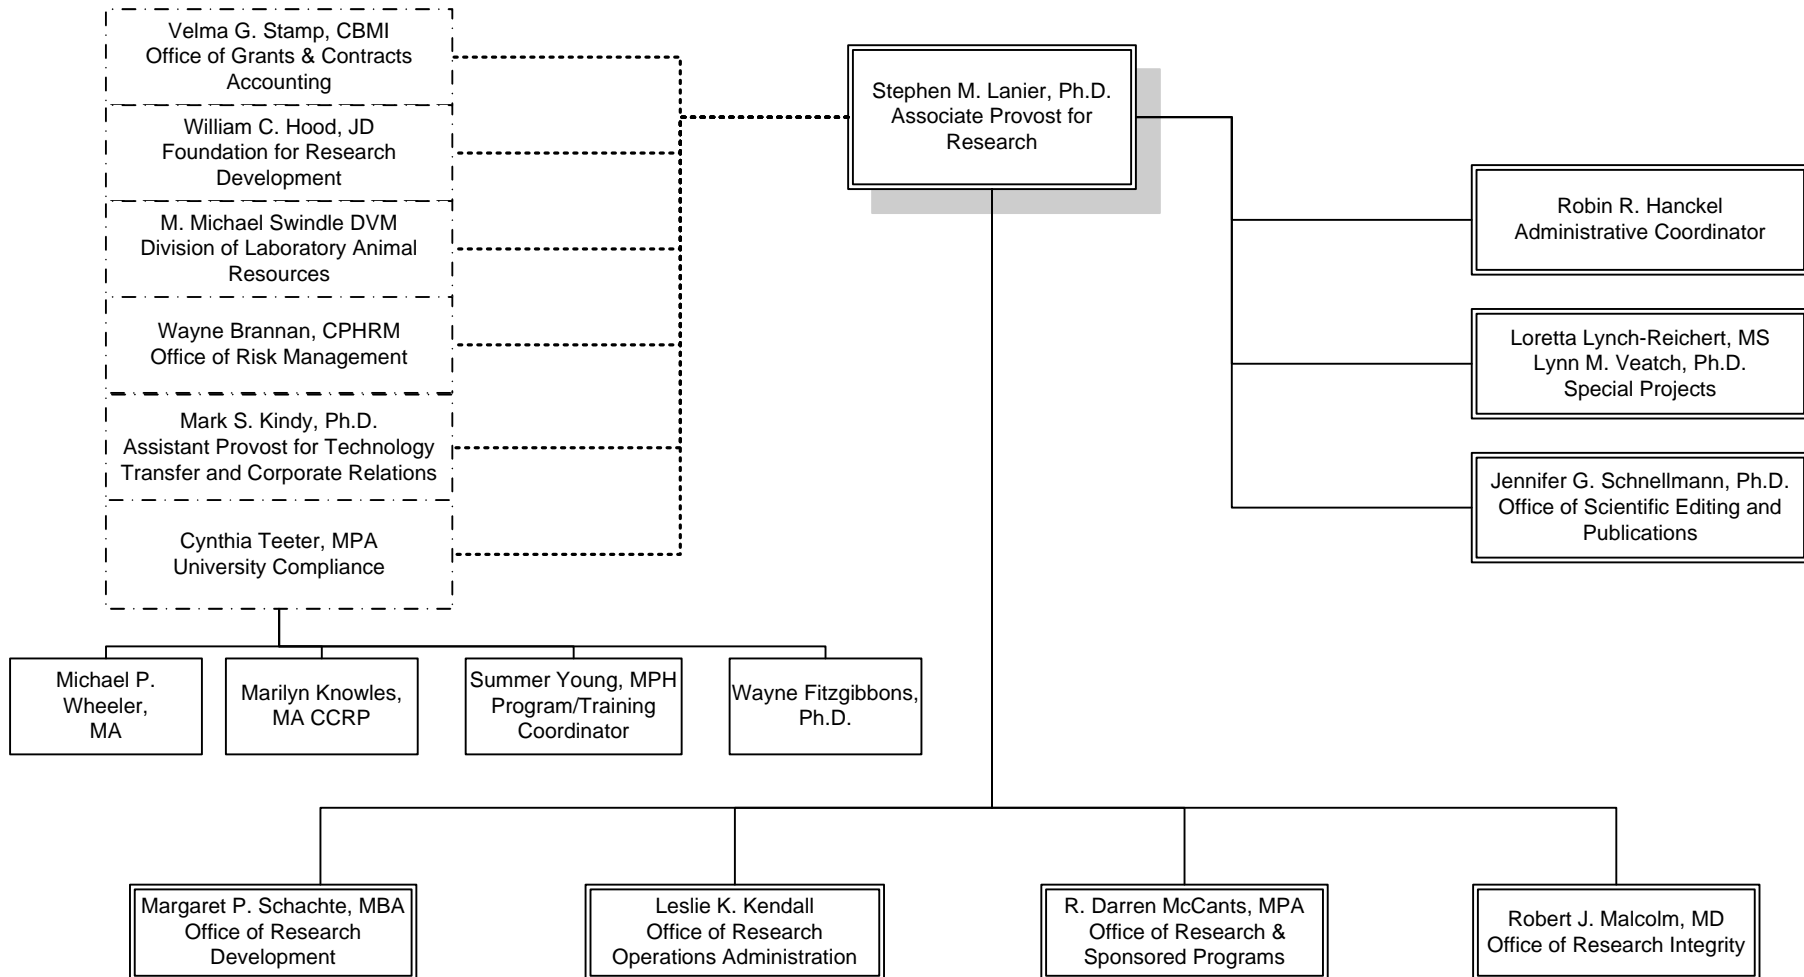 Velma G. Stamp, CBMI
Office of Grants & Contracts
Accounting
William C. Hood, JD
Foundation for Research
Development
M. Michael Swindle DVM
Division of Laboratory Animal
Resources
Wayne Brannan, CPHRM
Office of Risk Management
Mark S. Kindy, Ph.D.
Assistant Provost for Technology
Transfer and Corporate Relations
Cynthia Teeter, MPA
University Compliance
Stephen M. Lanier, Ph.D.
Associate Provost for
Research
Robin R. Hanckel
Administrative Coordinator
Loretta Lynch-Reichert, MS
Lynn M. Veatch, Ph.D.
Special Projects
Jennifer G. Schnellmann, Ph.D.
Office of Scientific Editing and
Publications
Michael P.
Wheeler,
MA
Marilyn Knowles,
MA CCRP
Summer Young, MPH
Program/Training
Coordinator
Wayne Fitzgibbons,
Ph.D.
Margaret P. Schachte, MBA
Office of Research
Development
Leslie K. Kendall
Office of Research
Operations Administration
R. Darren McCants, MPA
Office of Research &
Sponsored Programs
Robert J. Malcolm, MD
Office of Research Integrity